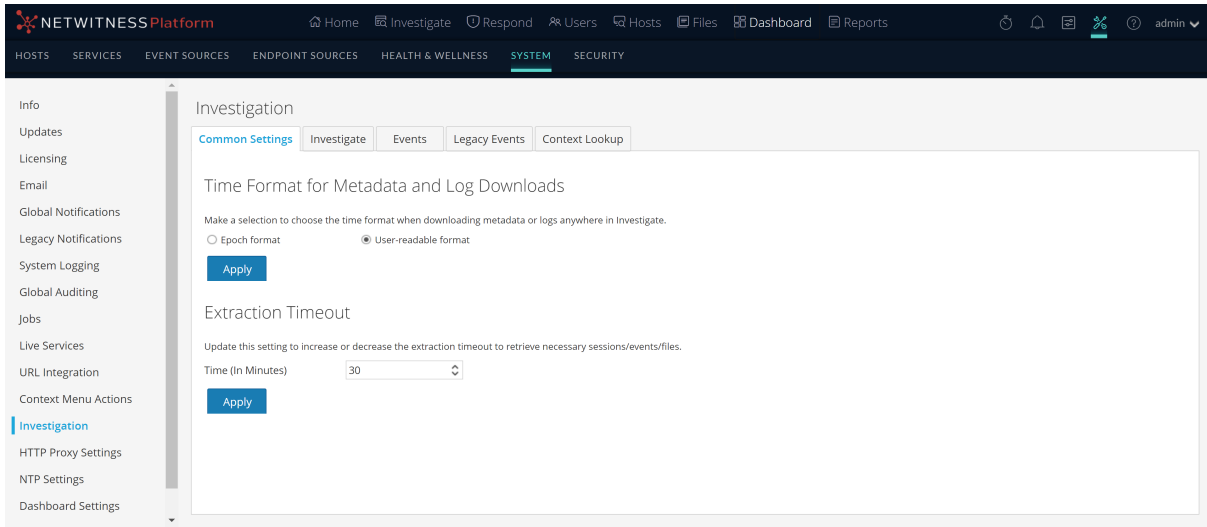 NETWITNESS Platform Home Investigate Respond Users Hosts Files Dashboard Reports admin
HOSTS SERVICES EVENT SOURCES ENDPOINT SOURCES HEALTH & WELLNESS SYSTEM SECURITY
Info
Updates
Licensing
Email
Global Notifications
Legacy Notifications
System Logging
Global Auditing
Jobs
Live Services
URL Integration
Context Menu Actions
Investigation
HTTP Proxy Settings
NTP Settings
Dashboard Settings
Investigation
Common Settings Investigate Events Legacy Events Context Lookup
Time Format for Metadata and Log Downloads
Make a selection to choose the time format when downloading metadata or logs anywhere in Investigate.
Epoch format User-readable format
Apply
Extraction Timeout
Update this setting to increase or decrease the extraction timeout to retrieve necessary sessions/events/files.
Time (In Minutes) 30
Apply